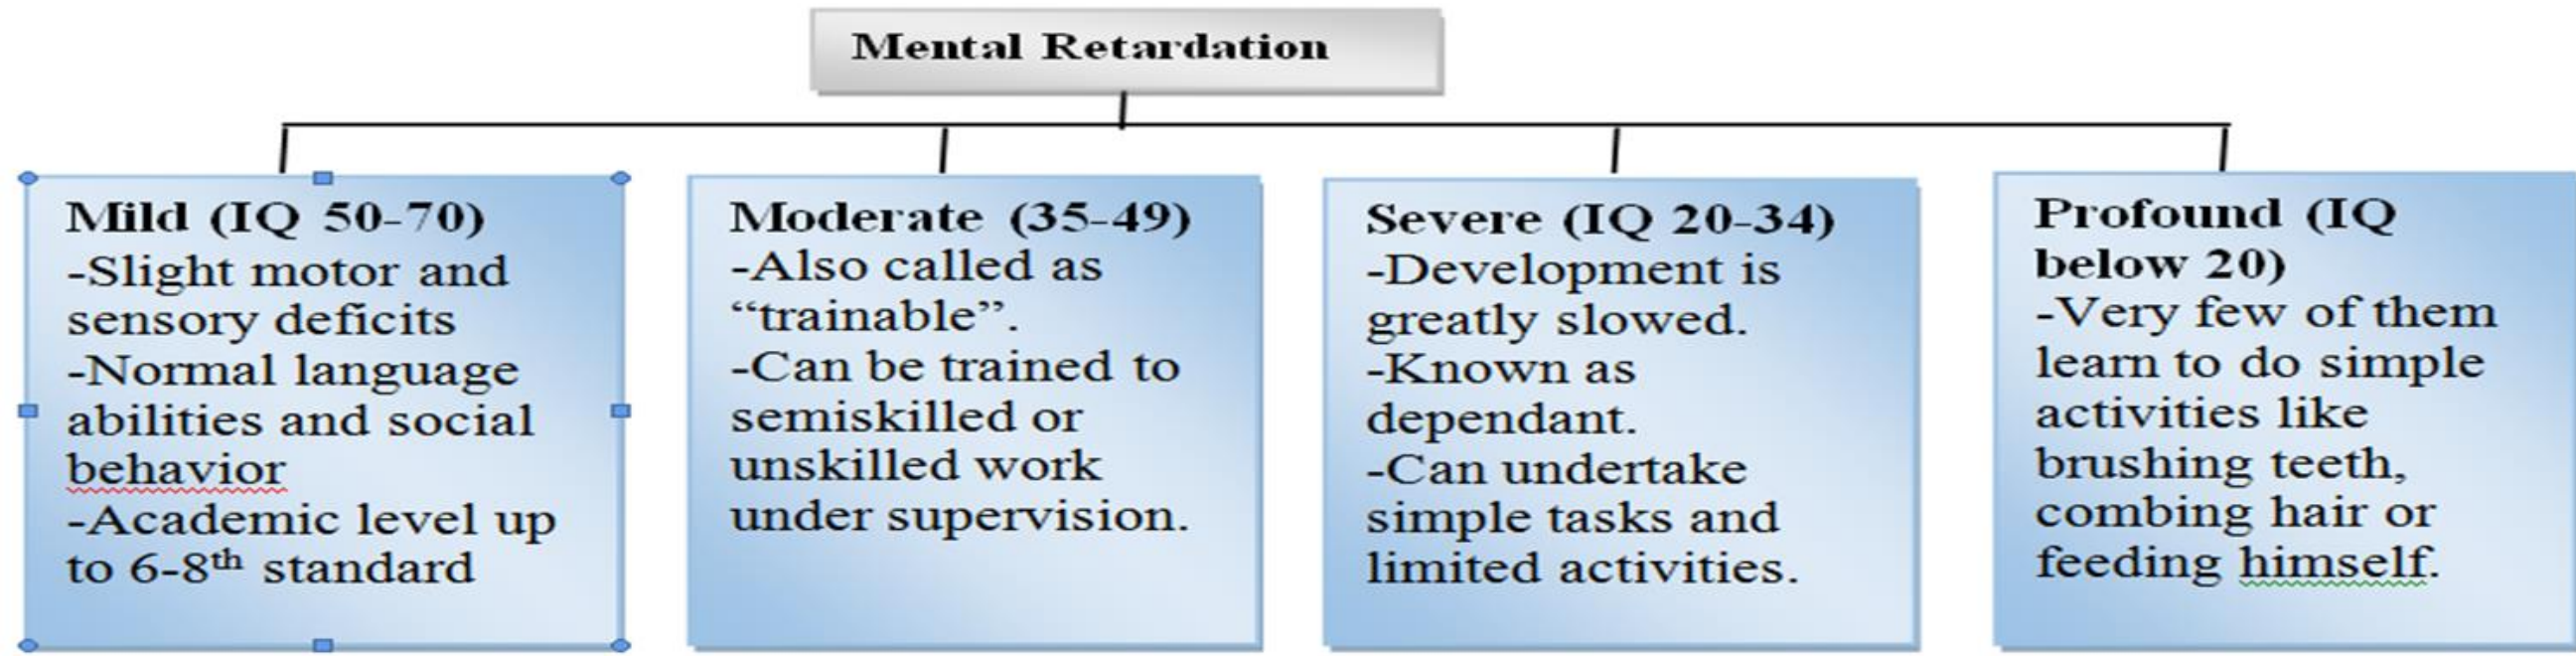 Mental Retardation
Mild (IQ 50-70)
-Slight motor and
sensory deficits
-Normal language
abilities and social
behavior
-Academic level up
to 6-8th standard
Moderate (35-49)
-Also called as
“trainable”.
-Can be trained to
semiskilled or
unskilled work
under supervision.
Severe (IQ 20-34)
-Development is
greatly slowed.
-Known as
dependant.
-Can undertake
simple tasks and
limited activities.
Profound (IQ
below 20)
-Very few of them
learn to do simple
activities like
brushing teeth,
combing hair or
feeding himself.